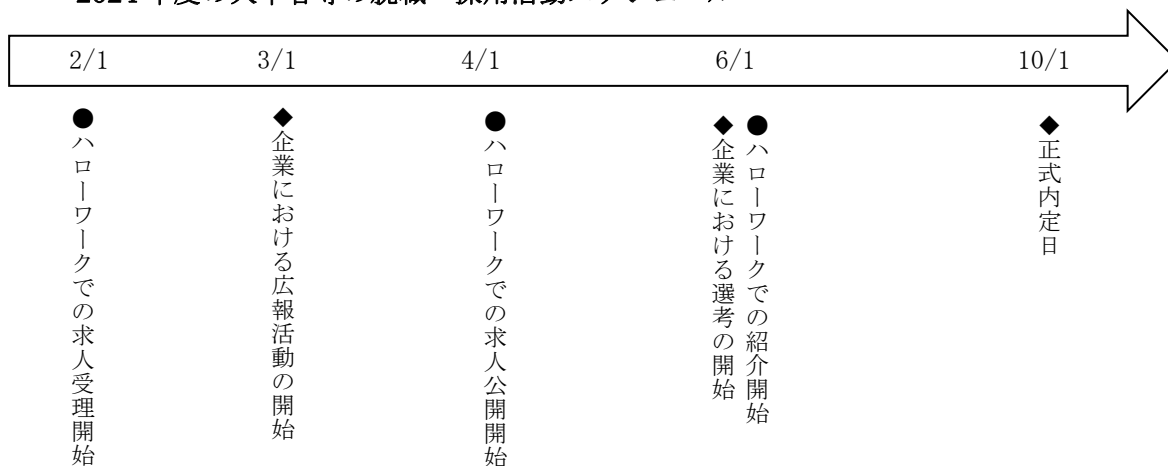 2/1
3/1
4/1
6/1
10/1
●ハローワークでの求人受理開始
◆企業における広報活動の開始
●ハローワークでの求人公開開始
●ハローワークでの紹介開始
◆企業における選考の開始
◆正式内定日